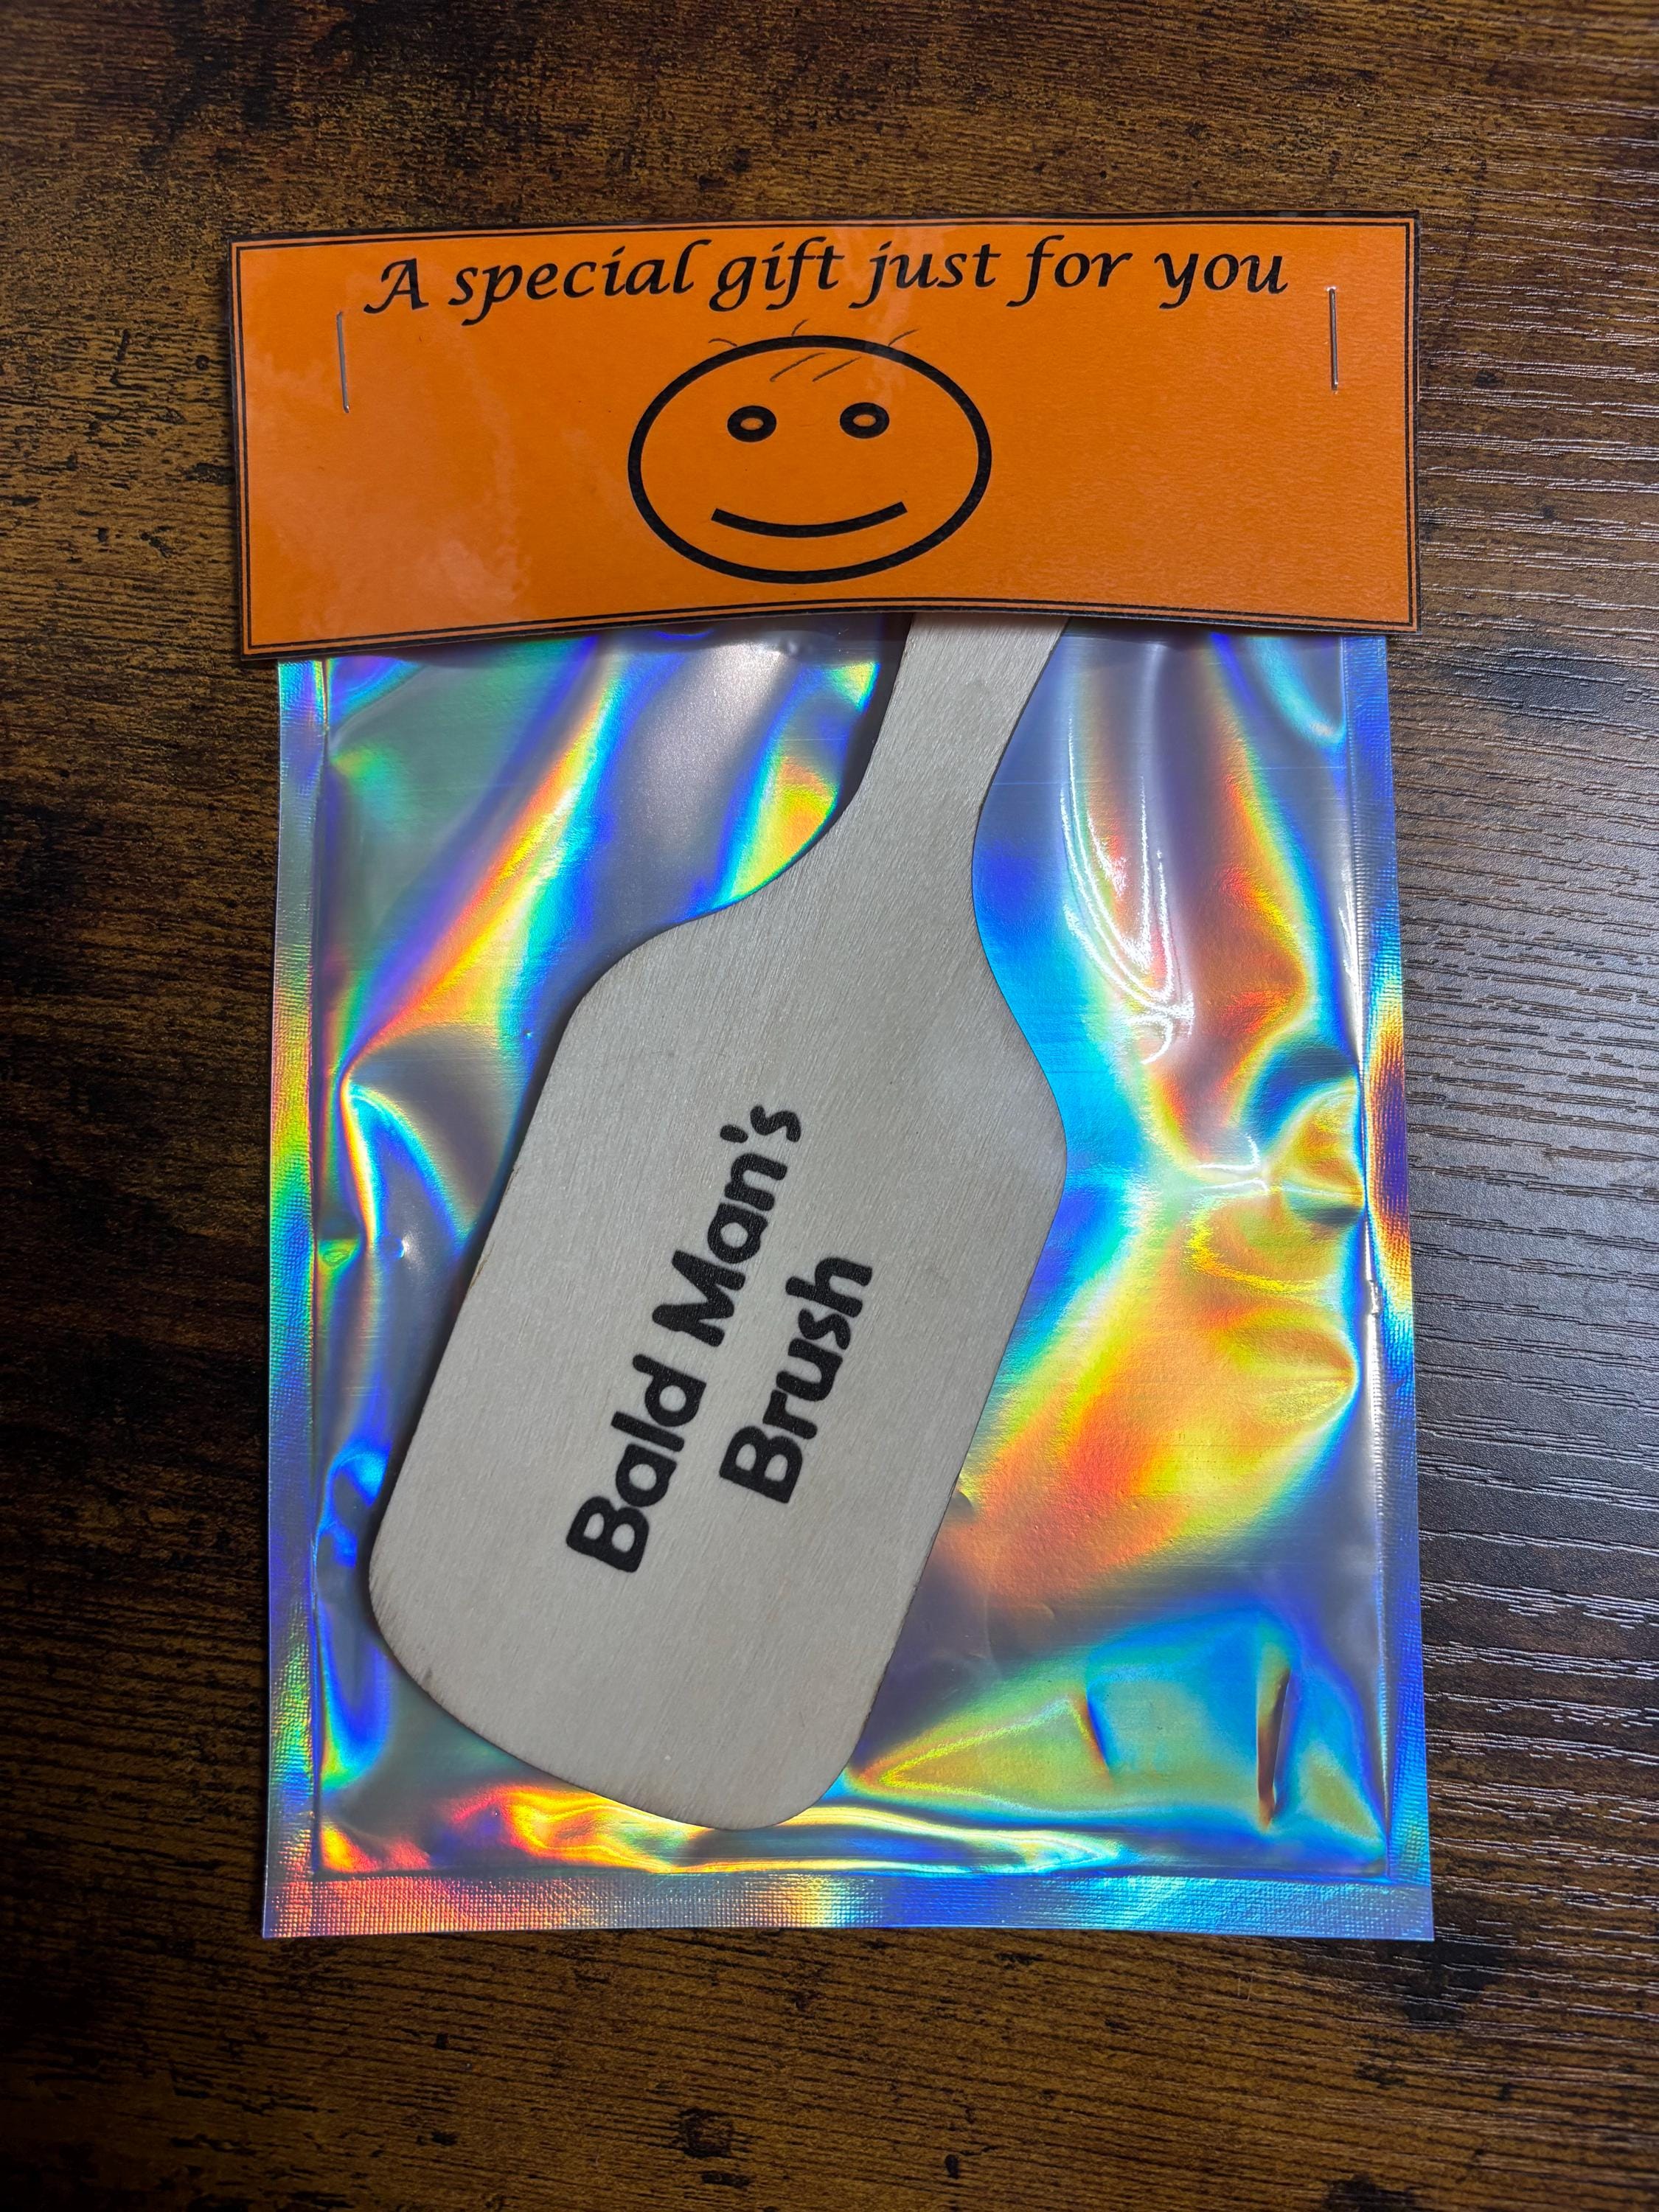 A special gift just for you
Bald Man's
Brush